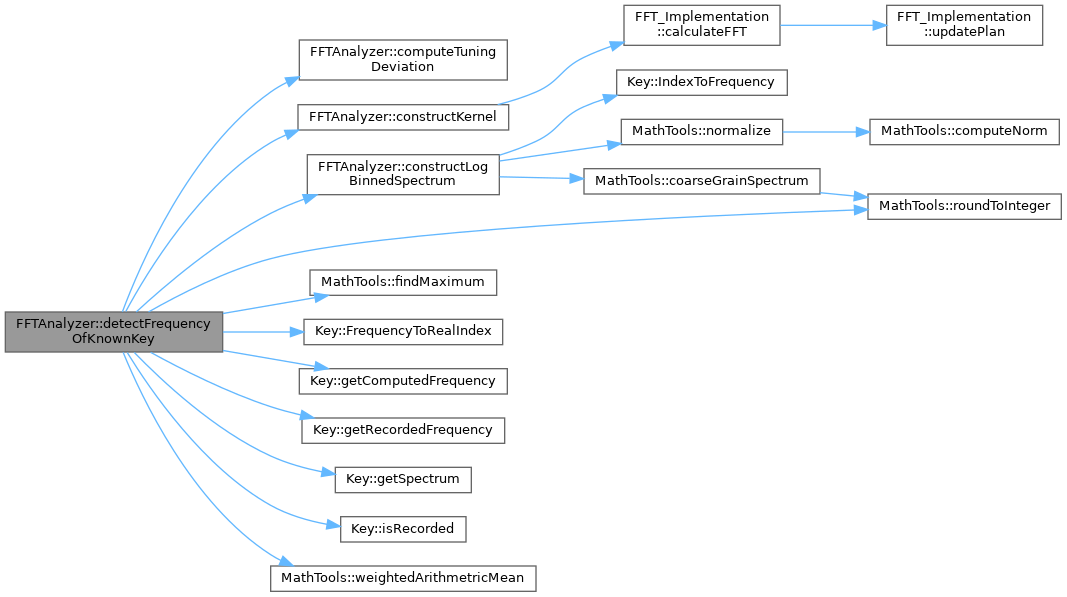 FFT_Implementation
::calculateFFT
FFT_Implementation
::updatePlan
FFTAnalyzer::computeTuning
Deviation
Key::IndexToFrequency
FFTAnalyzer::constructKernel
MathTools::normalize
MathTools::computeNorm
FFTAnalyzer::constructLog
BinnedSpectrum
MathTools::coarseGrainSpectrum
MathTools::roundToInteger
MathTools::findMaximum
FFTAnalyzer::detectFrequency
OfKnownKey
Key::FrequencyToRealIndex
Key::getComputedFrequency
Key::getRecordedFrequency
Key::getSpectrum
Key::isRecorded
MathTools::weightedArithmetricMean